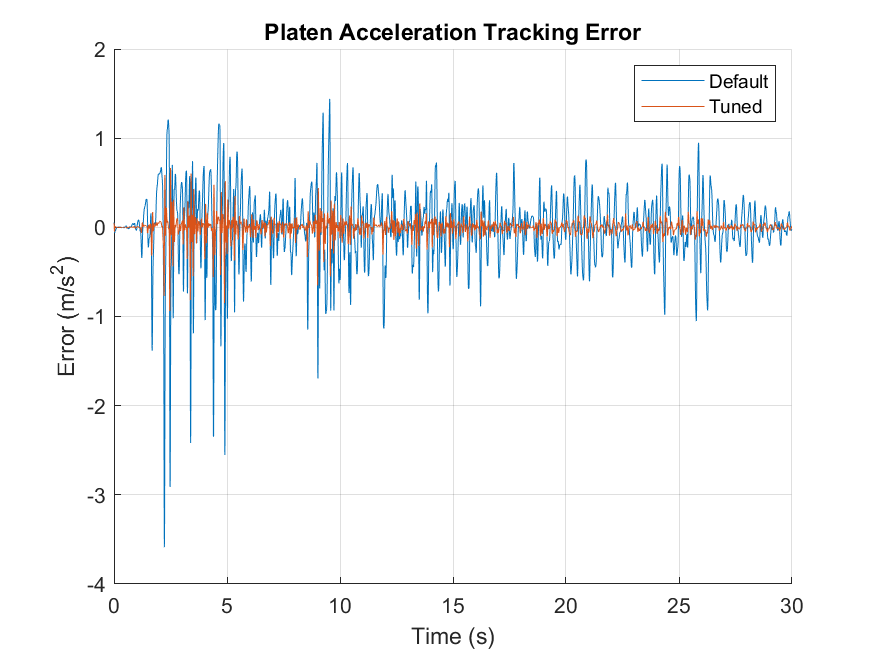 Platen Acceleration Tracking Error
Default
Tuned
2
1
0
-1
-2
-3
-4
Error (m/s²)
0 5 10 15 20 25 30
Time (s)